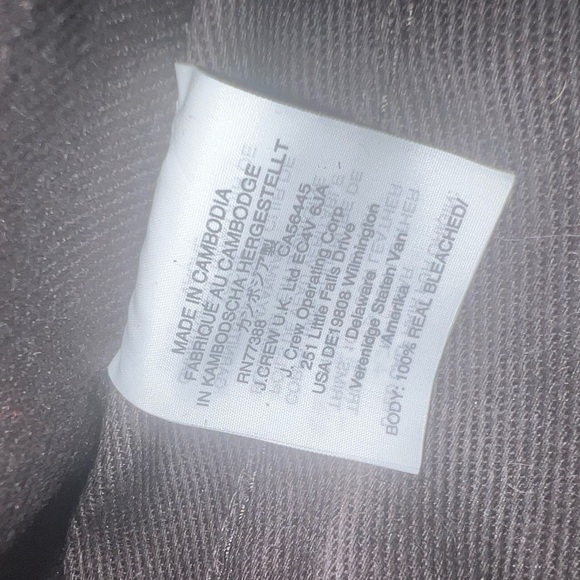 MADE IN CAMBODIA
FABRIQUE AU CAMBODGE
IN KAMBODSCHA HERGESTELLT
カンボジア製
RN77388 CA56445
J.CREW U.K. Ltd EC4V 6JA
J. Crew Operating Corp.
251 Little Falls Drive
USA DE19808 Wilmington
Delaware
Verenidge Staten Van
Amerika
BODY: 100% REAL BLEACHED/